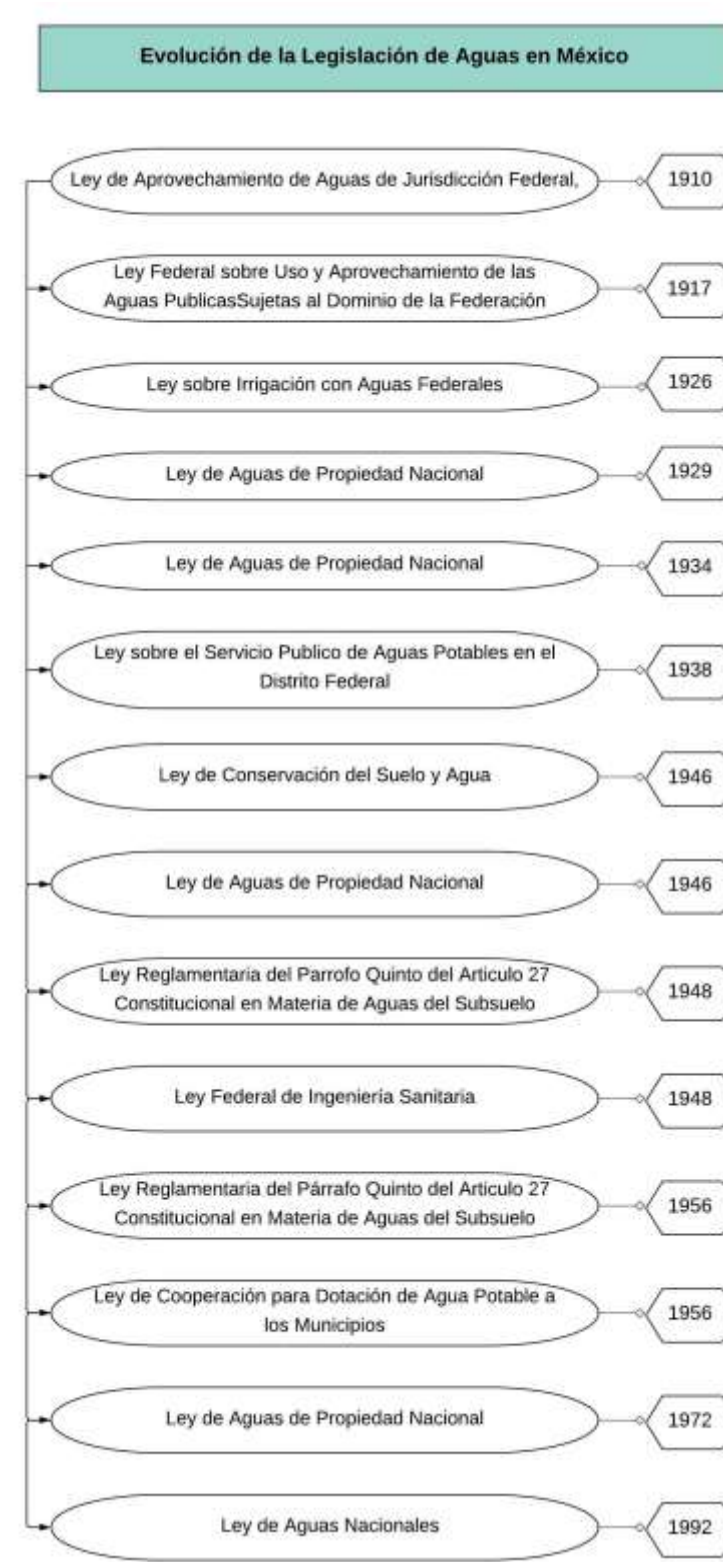 Evolución de la Legislación de Aguas en México
Ley de Aprovechamiento de Aguas de Jurisdicción Federal,
1910
Ley Federal sobre Uso y Aprovechamiento de las
Aguas PublicasSujetas al Dominio de la Federación
1917
Ley sobre Irrigación con Aguas Federales
1926
Ley de Aguas de Propiedad Nacional
1929
Ley de Aguas de Propiedad Nacional
1934
Ley sobre el Servicio Publico de Aguas Potables en el
Distrito Federal
1938
Ley de Conservación del Suelo y Agua
1946
Ley de Aguas de Propiedad Nacional
1946
Ley Reglamentaria del Parrofo Quinto del Articulo 27
Constitucional en Materia de Aguas del Subsuelo
1948
Ley Federal de Ingeniería Sanitaria
1948
Ley Reglamentaria del Párrafo Quinto del Articulo 27
Constitucional en Materia de Aguas del Subsuelo
1956
Ley de Cooperación para Dotación de Agua Potable a
los Municipios
1956
Ley de Aguas de Propiedad Nacional
1972
Ley de Aguas Nacionales
1992